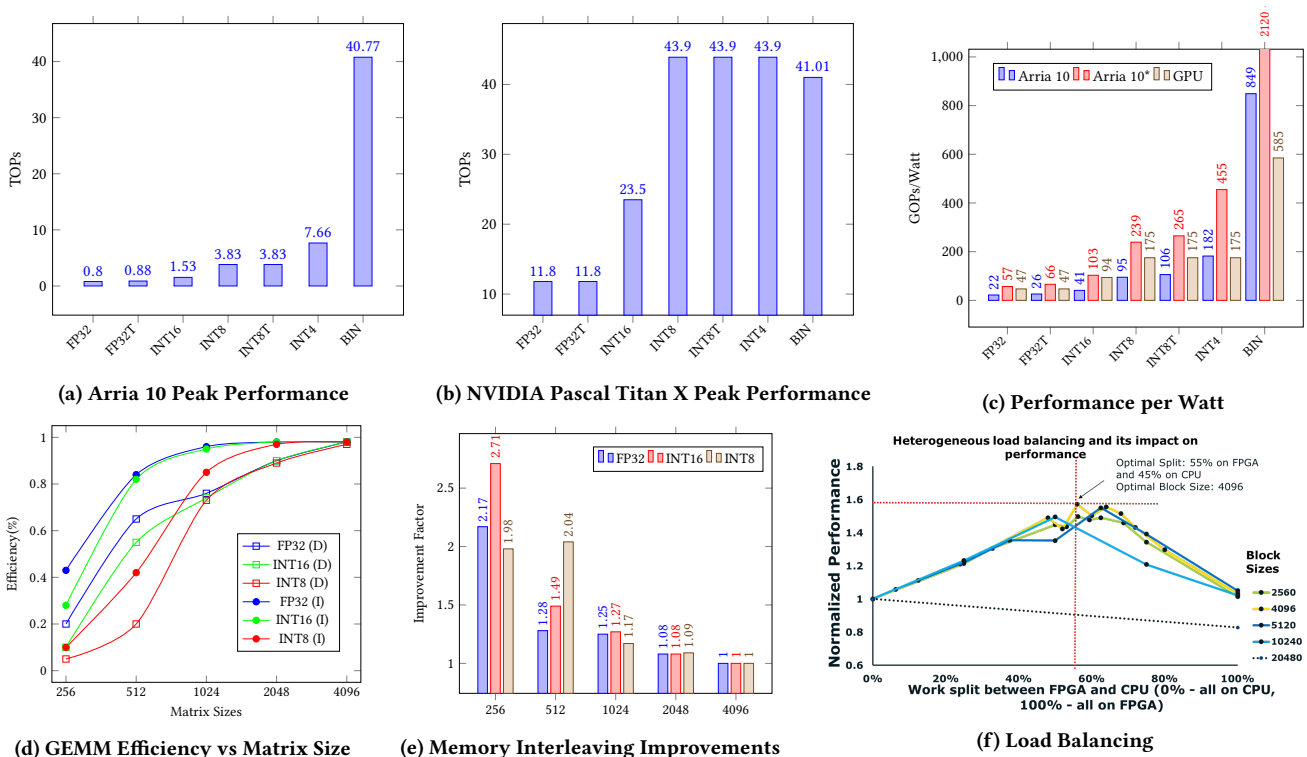 40
30
20
10
0
TOPs
0.8
0.88
1.53
3.83
3.83
7.66
40.77
FP32
FP32T
INT16
INT8
INT8T
INT4
BIN
(a) Arria 10 Peak Performance
40
30
20
10
TOPs
11.8
11.8
23.5
43.9
43.9
43.9
41.01
FP32
FP32T
INT16
INT8
INT8T
INT4
BIN
(b) NVIDIA Pascal Titan X Peak Performance
1,000
800
600
400
200
0
GOPs/Watt
Arria 10 Arria 10* GPU
22 57 47
26 66 47
41 103 94
95 239 175
106 265 175
182 455 175
849 2120 585
FP32
FP32T
INT16
INT8
INT8T
INT4
BIN
(c) Performance per Watt
1
0.8
0.6
0.4
0.2
0
Efficiency(%)
FP32 (D)
INT16 (D)
INT8 (D)
FP32 (I)
INT16 (I)
INT8 (I)
256 512 1024 2048 4096
Matrix Sizes
(d) GEMM Efficiency vs Matrix Size
2.5
2
1.5
1
Improvement Factor
FP32 INT16 INT8
2.17 2.71 1.98
1.28 1.49 2.04
1.25 1.27 1.17
1.08 1.08 1.09
1 1 1
256 512 1024 2048 4096
(e) Memory Interleaving Improvements
Heterogeneous load balancing and its impact on
performance
Optimal Split: 55% on FPGA
and 45% on CPU
Optimal Block Size: 4096
1.8
1.6
1.4
1.2
1
0.8
0.6
Normalized Performance
Block
Sizes
2560
4096
5120
10240
20480
0% 20% 40% 60% 80% 100%
Work split between FPGA and CPU (0% - all on CPU,
100% - all on FPGA)
(f) Load Balancing